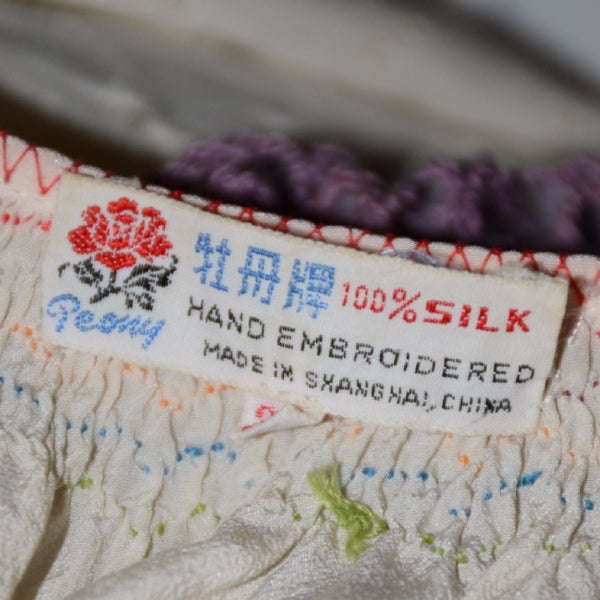 牡丹牌 100% SILK
Peony
HAND EMBROIDERED
MADE IN SHANGHAI, CHINA